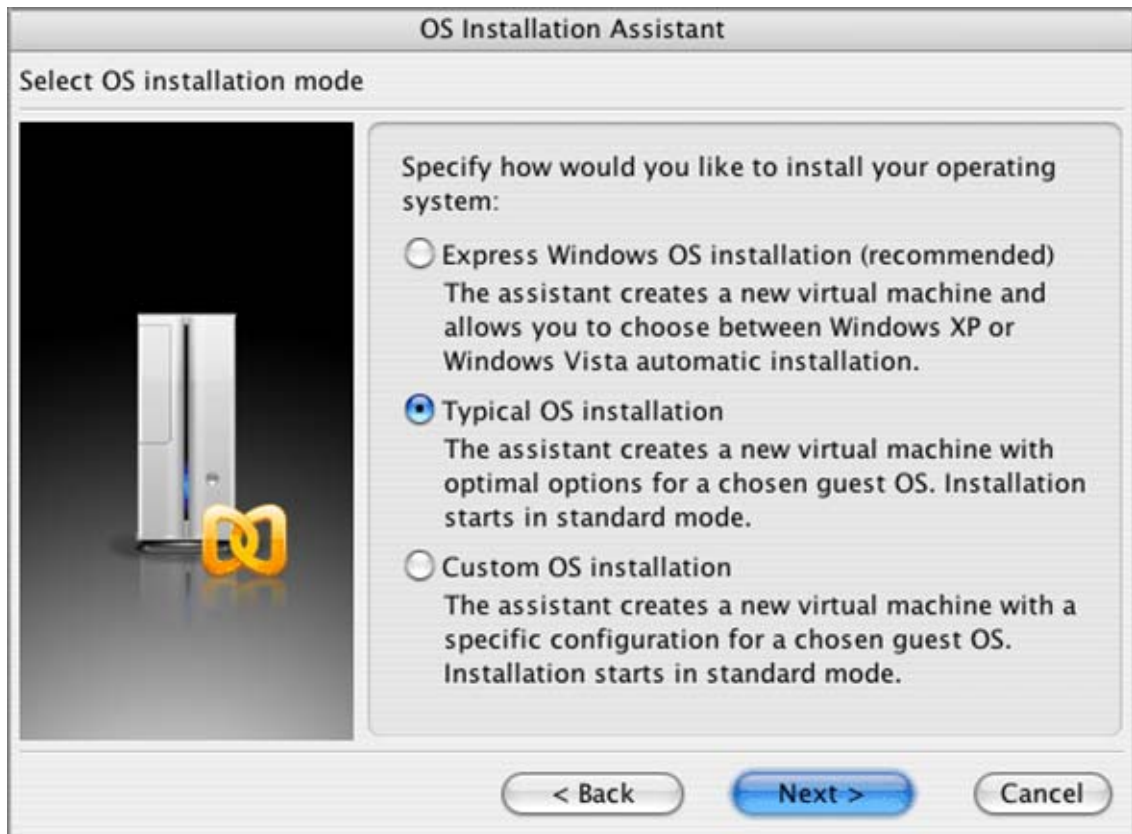 OS Installation Assistant
Select OS installation mode
Specify how would you like to install your operating
system:
Express Windows OS installation (recommended)
The assistant creates a new virtual machine and
allows you to choose between Windows XP or
Windows Vista automatic installation.
Typical OS installation
The assistant creates a new virtual machine with
optimal options for a chosen guest OS. Installation
starts in standard mode.
Custom OS installation
The assistant creates a new virtual machine with a
specific configuration for a chosen guest OS.
Installation starts in standard mode.
< Back
Next >
Cancel